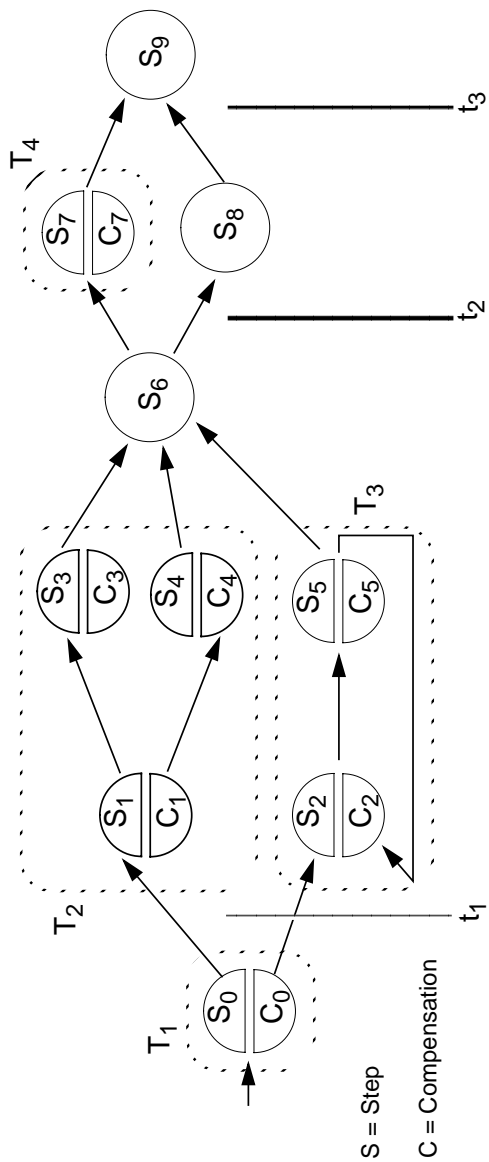 T1
S0
C0
T2
S1
C1
S3
C3
S4
C4
S2
C2
S5
C5
T3
S6
T4
S7
C7
S8
S9
t1
t2
t3
S = Step
C = Compensation